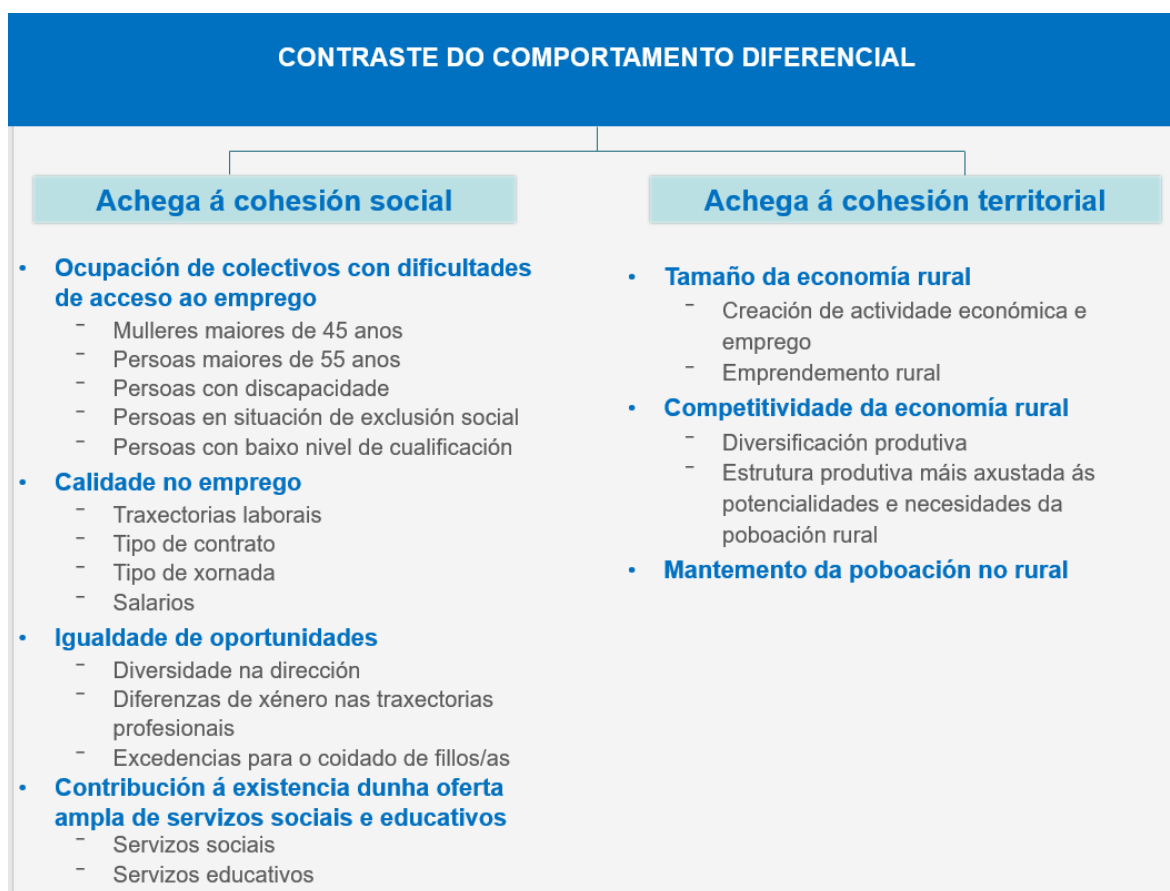 CONTRASTE DO COMPORTAMENTO DIFERENCIAL
Achega á cohesión social
• Ocupación de colectivos con dificultades
de acceso ao emprego
− Mulleres maiores de 45 anos
− Persoas maiores de 55 anos
− Persoas con discapacidade
− Persoas en situación de exclusión social
− Persoas con baixo nivel de cualificación
• Calidade no emprego
− Traxectorias laborais
− Tipo de contrato
− Tipo de xornada
− Salarios
• Igualdade de oportunidades
− Diversidade na dirección
− Diferenzas de xénero nas traxectorias
profesionais
− Excedencias para o coidado de fillos/as
• Contribución á existencia dunha oferta
ampla de servizos sociais e educativos
− Servizos sociais
− Servizos educativos
Achega á cohesión territorial
• Tamaño da economía rural
− Creación de actividade económica e
emprego
− Emprendemento rural
• Competitividade da economía rural
− Diversificación produtiva
− Estrutura produtiva máis axustada ás
potencialidades e necesidades da
poboación rural
• Mantemento da poboación no rural